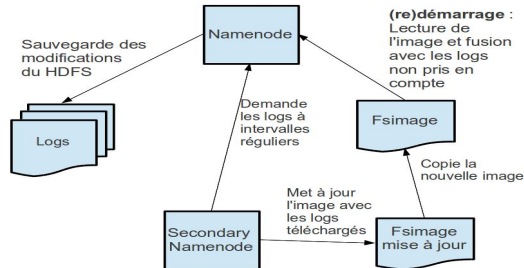 (re)démarrage :
Lecture de
l'image et fusion
avec les logs
non pris en
compte
Namenode
Sauvegarde des
modifications
du HDFS
Demande
les logs à
intervalles
réguliers
Fsimage
Logs
Copie la
nouvelle image
Met à jour
l'image avec
les logs
téléchargés
Secondary
Namenode
Fsimage
mise à jour